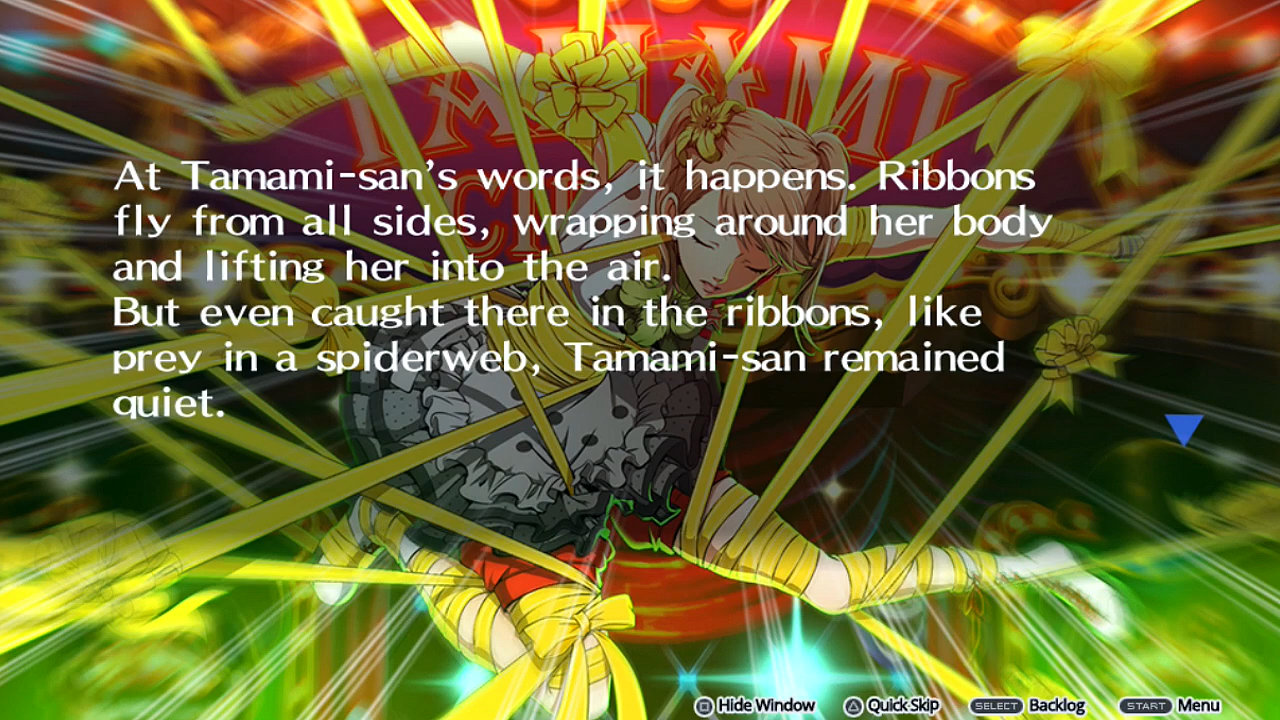 TAMAMI
At Tamami-san's words, it happens. Ribbons
fly from all sides, wrapping around her body
and lifting her into the air.
But even caught there in the ribbons, like
prey in a spiderweb, Tamami-san remained
quiet.
Hide Window Quick Skip SELECT Backlog START Menu